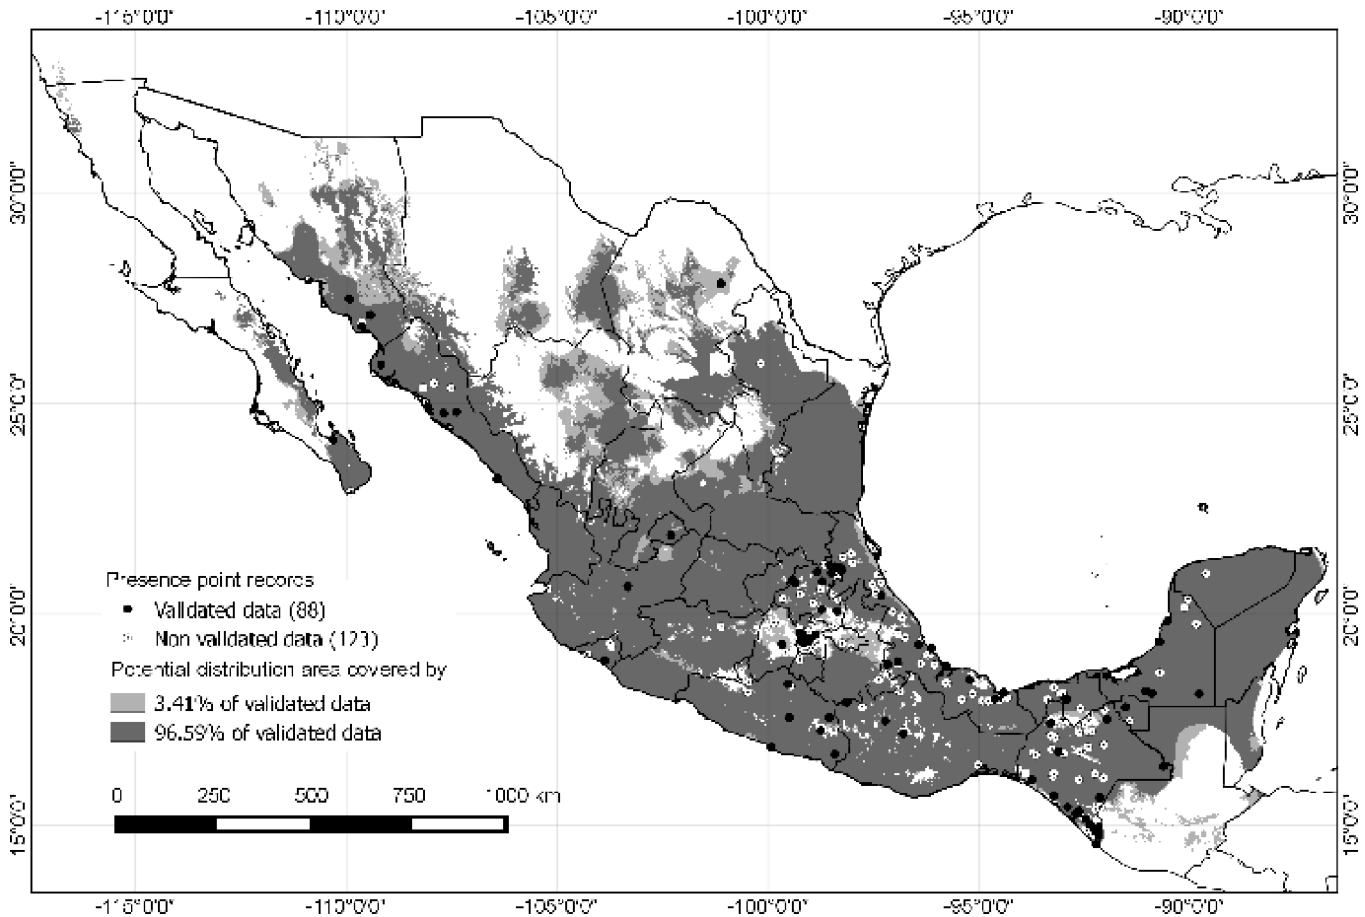 -115°0'0" -110°0'0" -105°0'0" -100°0'0" -95°0'0" -90°0'0"
30°0'0" 30°0'0"
25°0'0" 25°0'0"
20°0'0" 20°0'0"
15°0'0" 15°0'0"
Presence point records
Validated data (88)
Non validated data (123)
Potential distribution area covered by
3.41% of validated data
96.59% of validated data
0 250 500 750 1000 km
-115°0'0" -110°0'0" -105°0'0" -100°0'0" -95°0'0" -90°0'0"